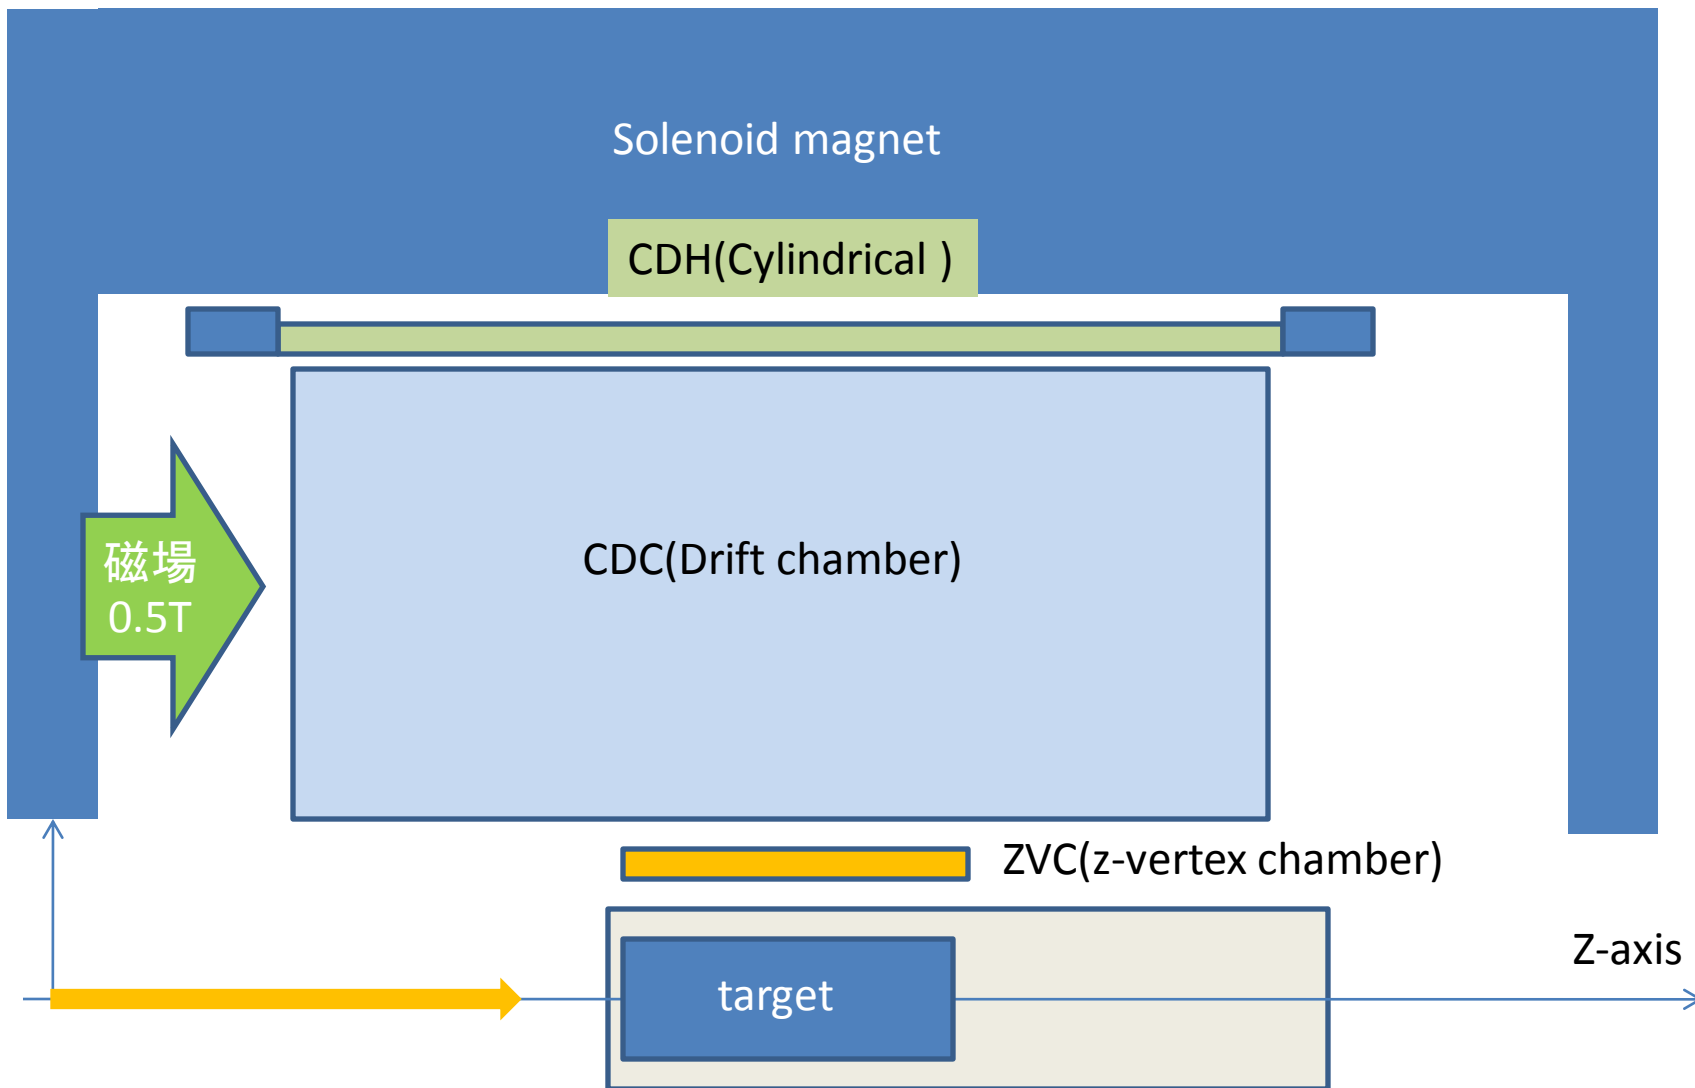 Solenoid magnet
CDH(Cylindrical )
磁場
0.5T
CDC(Drift chamber)
ZVC(z-vertex chamber)
Z-axis
target